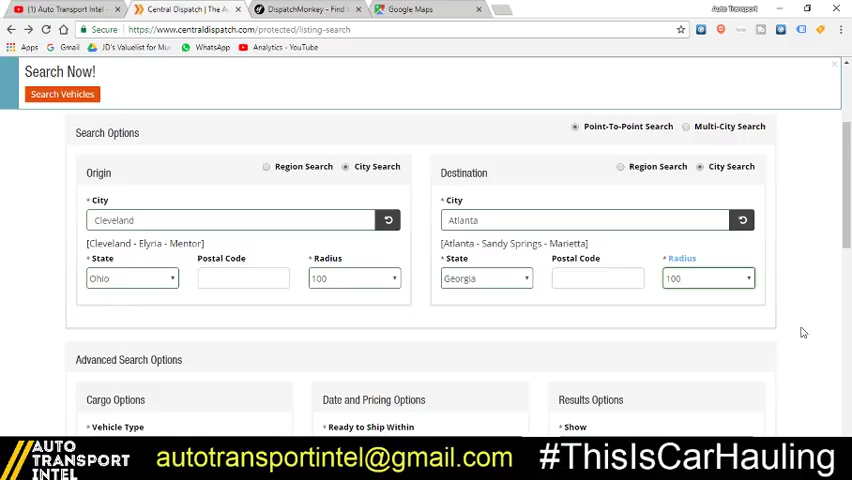 (1) Auto Transport Intel -
Central Dispatch | The A
DispatchMonkey - Find
Google Maps
Auto Transport
Secure
https://www.centraldispatch.com/protected/listing-search
Apps
Gmail
JD's Valuelist for Mus
WhatsApp
Analytics - YouTube
Search Now!
Search Vehicles
Search Options
Point-To-Point Search
Multi-City Search
Origin
Region Search
City Search
Destination
Region Search
City Search
* City
Cleveland
[Cleveland - Elyria - Mentor]
* City
Atlanta
[Atlanta - Sandy Springs - Marietta]
* State
Postal Code
* Radius
Ohio
100
* State
Postal Code
* Radius
Georgia
100
Advanced Search Options
Cargo Options
Date and Pricing Options
Results Options
* Vehicle Type
* Ready to Ship Within
* Show
AUTO
TRANSPORT
INTEL
autotransportintel@gmail.com
#ThisIsCarHauling